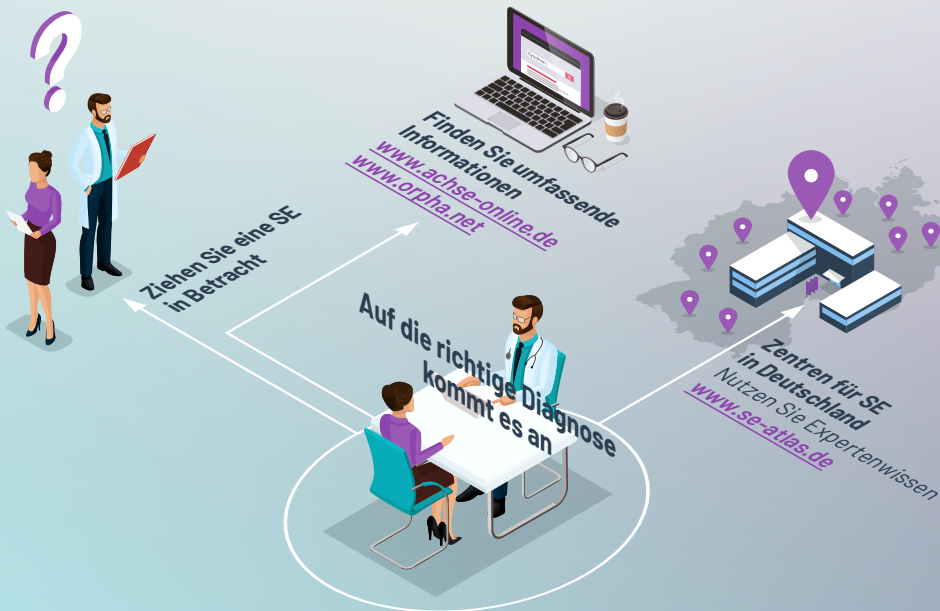 ?
Finden Sie umfassende
Informationen
www.achse-online.de
www.orpha.net
Ziehen Sie eine SE
in Betracht
Auf die richtige Diagnose
kommt es an
Zentren für SE
in Deutschland
Nutzen Sie Expertenwissen
www.se-atlas.de